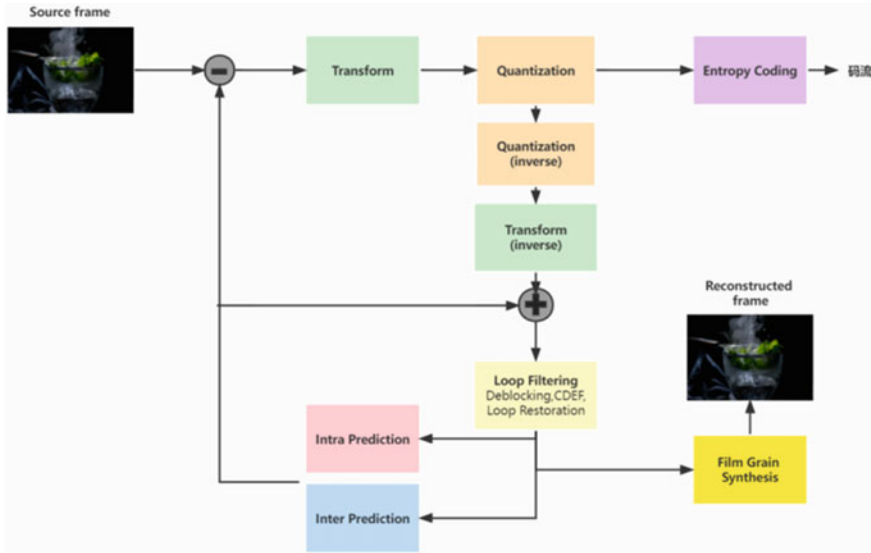 Source frame
Transform
Quantization
Entropy Coding
码流
Quantization
(inverse)
Transform
(inverse)
Reconstructed
frame
Loop Filtering
Deblocking,CDEF,
Loop Restoration
Intra Prediction
Film Grain
Synthesis
Inter Prediction